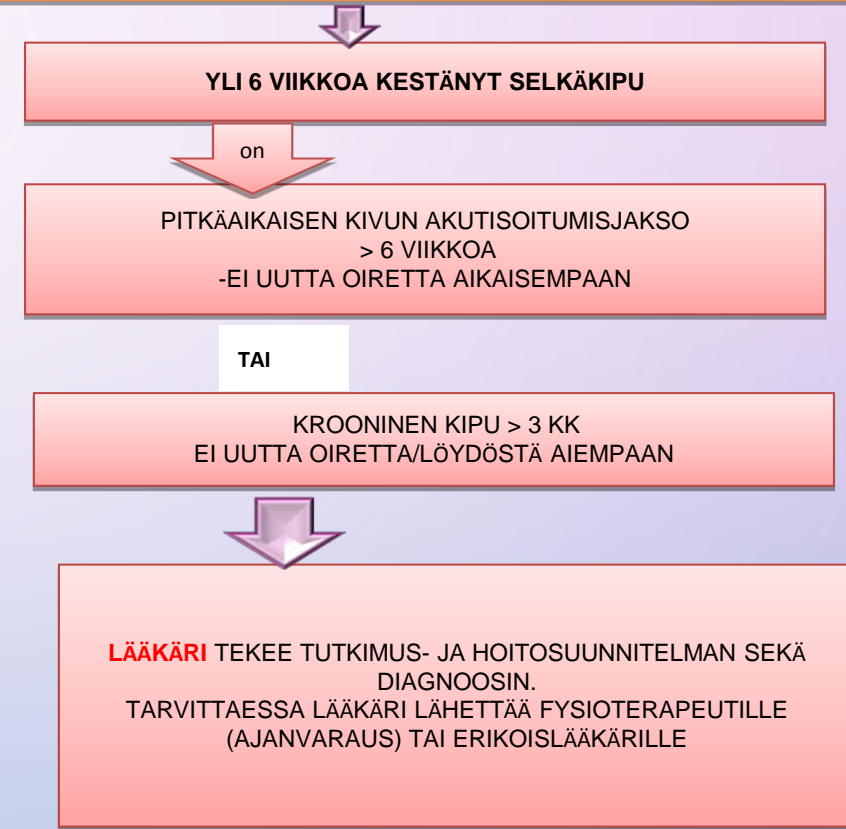 YLI 6 VIIKKOA KESTÄNYT SELKÄKIPU
on
PITKÄAIKAISEN KIVUN AKUTISOITUMISJAKSO
> 6 VIIKKOA
-EI UUTTA OIRETTA AIKAISEMPAAN
TAI
KROONINEN KIPU > 3 KK
EI UUTTA OIRETTA/LÖYDÖSTÄ AIEMPAAN
LÄÄKÄRI TEKEE TUTKIMUS- JA HOITOSUUNNITELMAN SEKÄ
DIAGNOOSIN.
TARVITTAESSA LÄÄKÄRI LÄHETTÄÄ FYSIOTERAPEUTILLE
(AJANVARAUS) TAI ERIKOISLÄÄKÄRILLE